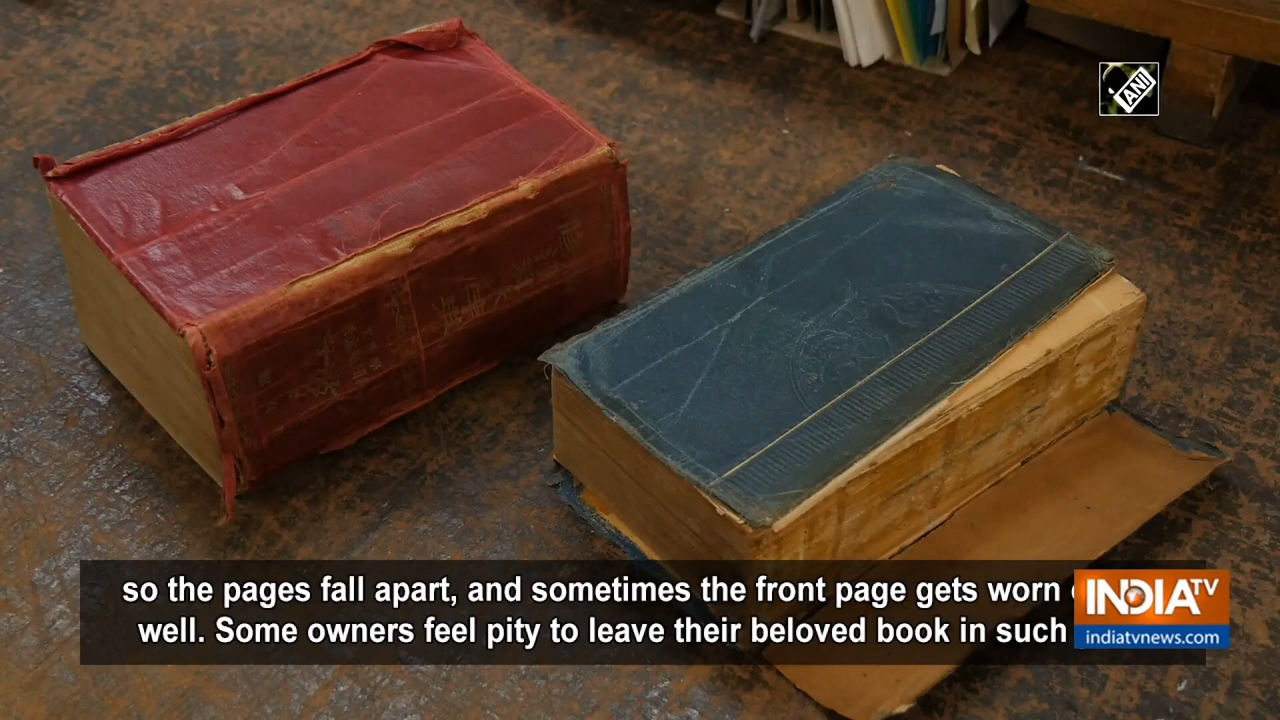 ANI
so the pages fall apart, and sometimes the front page gets worn
well. Some owners feel pity to leave their beloved book in such
INDIA TV
indiatvnews.com